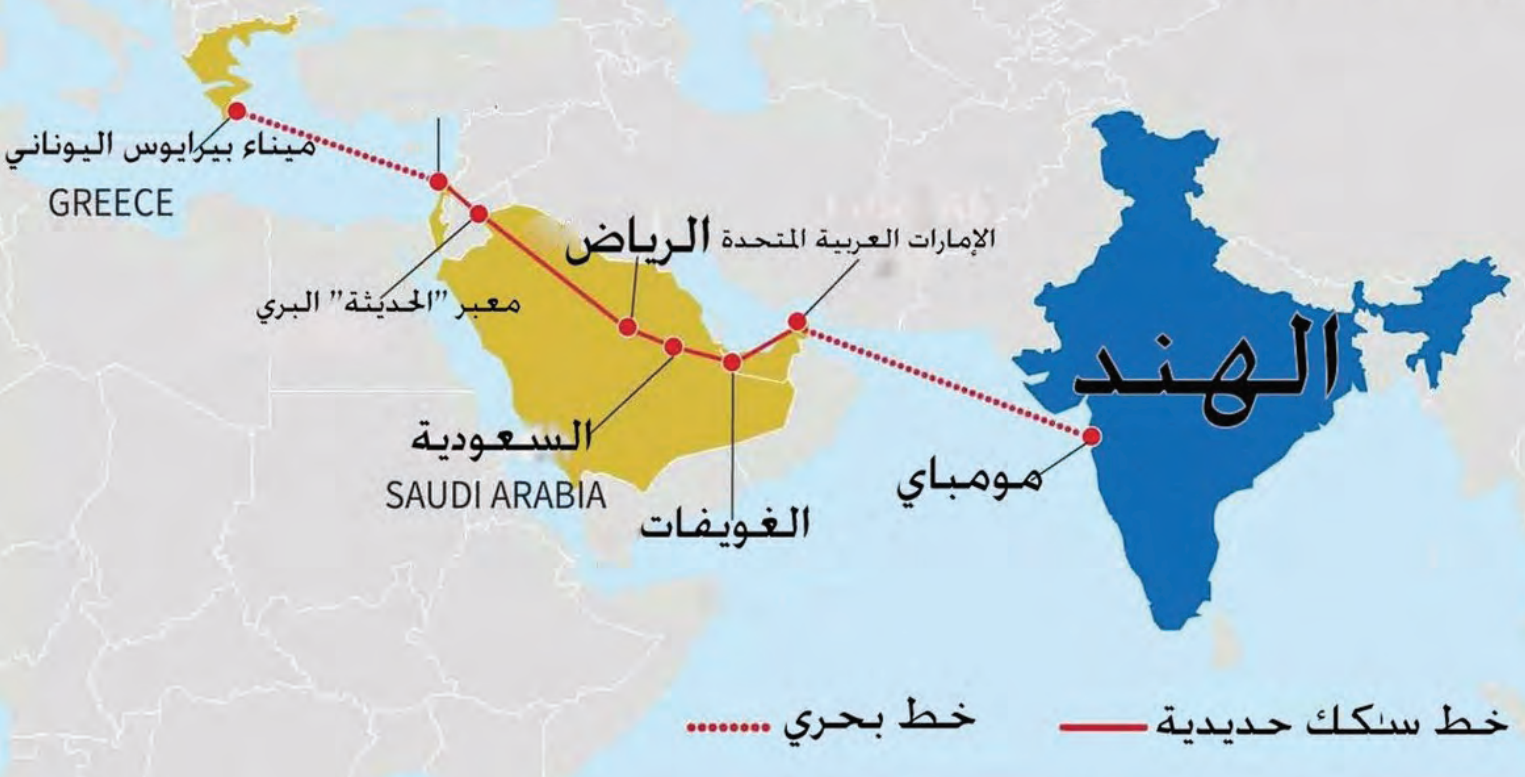 ميناء بيرايوس اليوناني
GREECE
الرياض
الإمارات العربية المتحدة
معبر "الحديثة" البري
الهند
السعودية
SAUDI ARABIA
مومباي
الغويفات
خط سكك حديدية
خط بحري